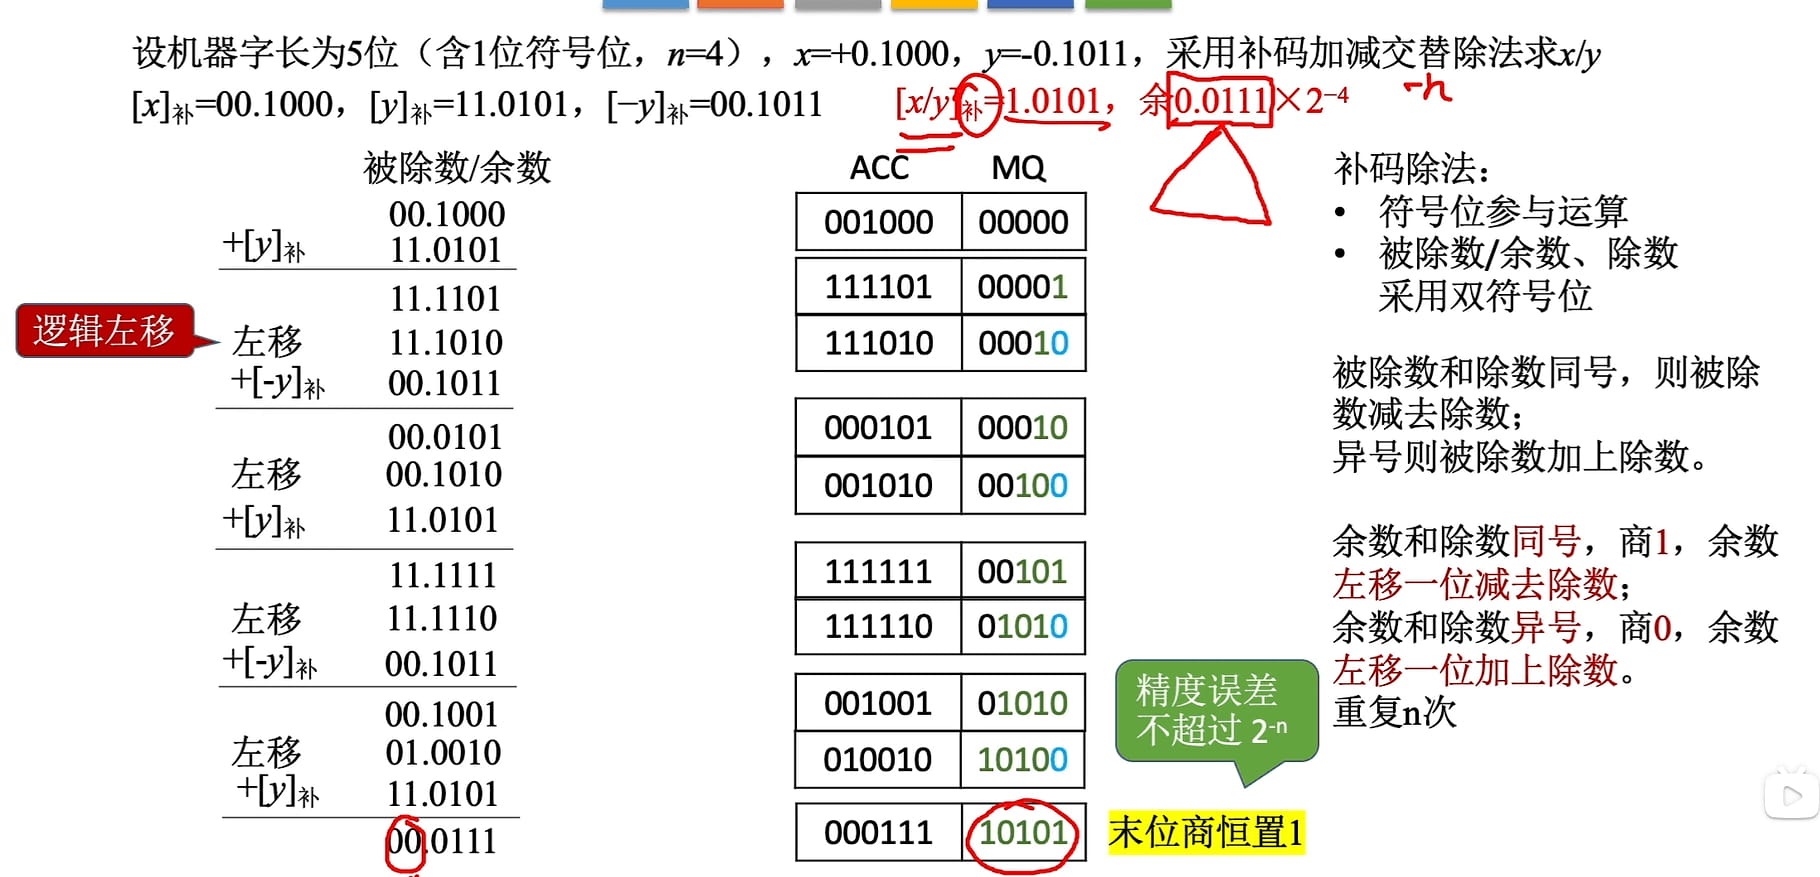 设机器字长为5位（含1位符号位，n=4），x=+0.1000，y=-0.1011，采用补码加减交替除法求x/y
[x]补=00.1000，[y]补=11.0101，[−y]补=00.1011
[x/y]补=1.0101，余0.0111×2⁻⁴
-n
被除数/余数
00.1000
+[y]补 11.0101
11.1101
逻辑左移
左移 11.1010
+[-y]补 00.1011
00.0101
左移 00.1010
+[y]补 11.0101
11.1111
左移 11.1110
+[-y]补 00.1011
00.1001
左移 01.0010
+[y]补 11.0101
00.0111
ACC MQ
001000 00000
111101 00001
111010 00010
000101 00010
001010 00100
111111 00101
111110 01010
001001 01010
010010 10100
000111 10101
精度误差
不超过 2⁻ⁿ
末位商恒置1
补码除法：
• 符号位参与运算
• 被除数/余数、除数
采用双符号位
被除数和除数同号，则被除
数减去除数；
异号则被除数加上除数。
余数和除数同号，商1，余数
左移一位减去除数；
余数和除数异号，商0，余数
左移一位加上除数。
重复n次